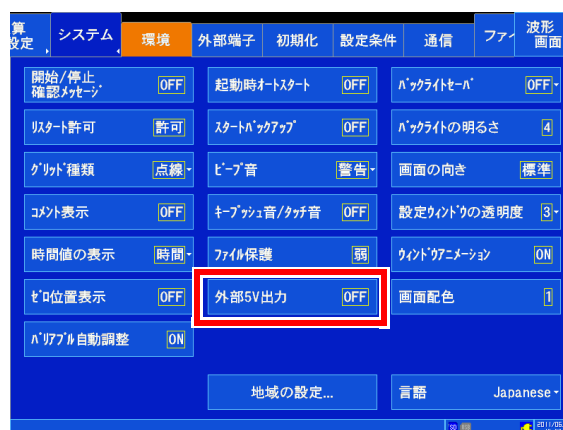 算
設定
システム
環境
外部端子
初期化
設定条件
通信
ファイ
波形
画面
開始/停止
確認ﾒｯｾｰｼﾞ
OFF
起動時ｵｰﾄｽﾀｰﾄ
OFF
ﾊﾞｯｸﾗｲﾄｾｰﾊﾞ
OFF
ﾘｽﾀｰﾄ許可
許可
ｽﾀｰﾄﾊﾞｯｸｱｯﾌﾟ
OFF
ﾊﾞｯｸﾗｲﾄの明るさ
4
ｸﾞﾘｯﾄﾞ種類
点線
ﾋﾞｰﾌﾟ音
警告
画面の向き
標準
ｺﾒﾝﾄ表示
OFF
ｷｰﾌﾟｯｼｭ音/ﾀｯﾁ音
OFF
設定ｳｨﾝﾄﾞｳの透明度
3
時間値の表示
時間
ﾌｧｲﾙ保護
弱
ｳｨﾝﾄﾞｳｱﾆﾒｰｼｮﾝ
ON
ｾﾞﾛ位置表示
OFF
外部5V出力
OFF
画面配色
1
ﾊﾞﾘｱﾌﾞﾙ自動調整
ON
地域の設定...
言語
Japanese
SD